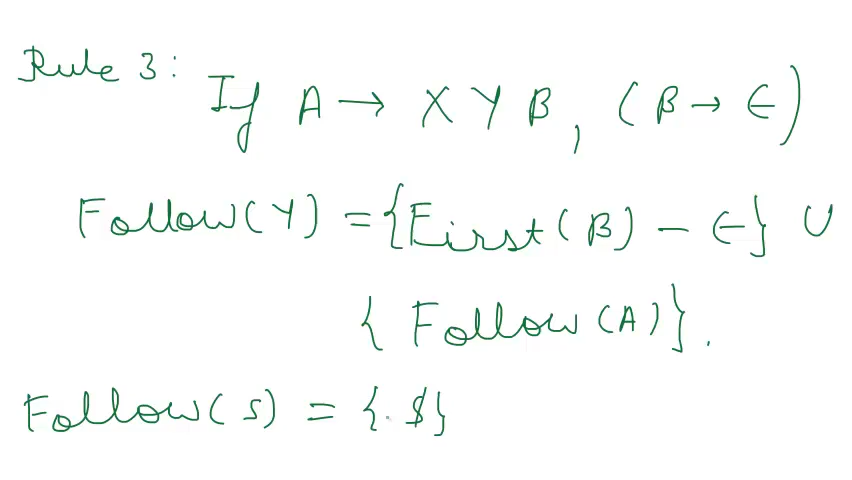 Rule 3:
If A → X Y B, (B → ∈)
Follow(Y) = {First(B) - ∈} ∪
{ Follow(A)}.
Follow(S) = {.$}